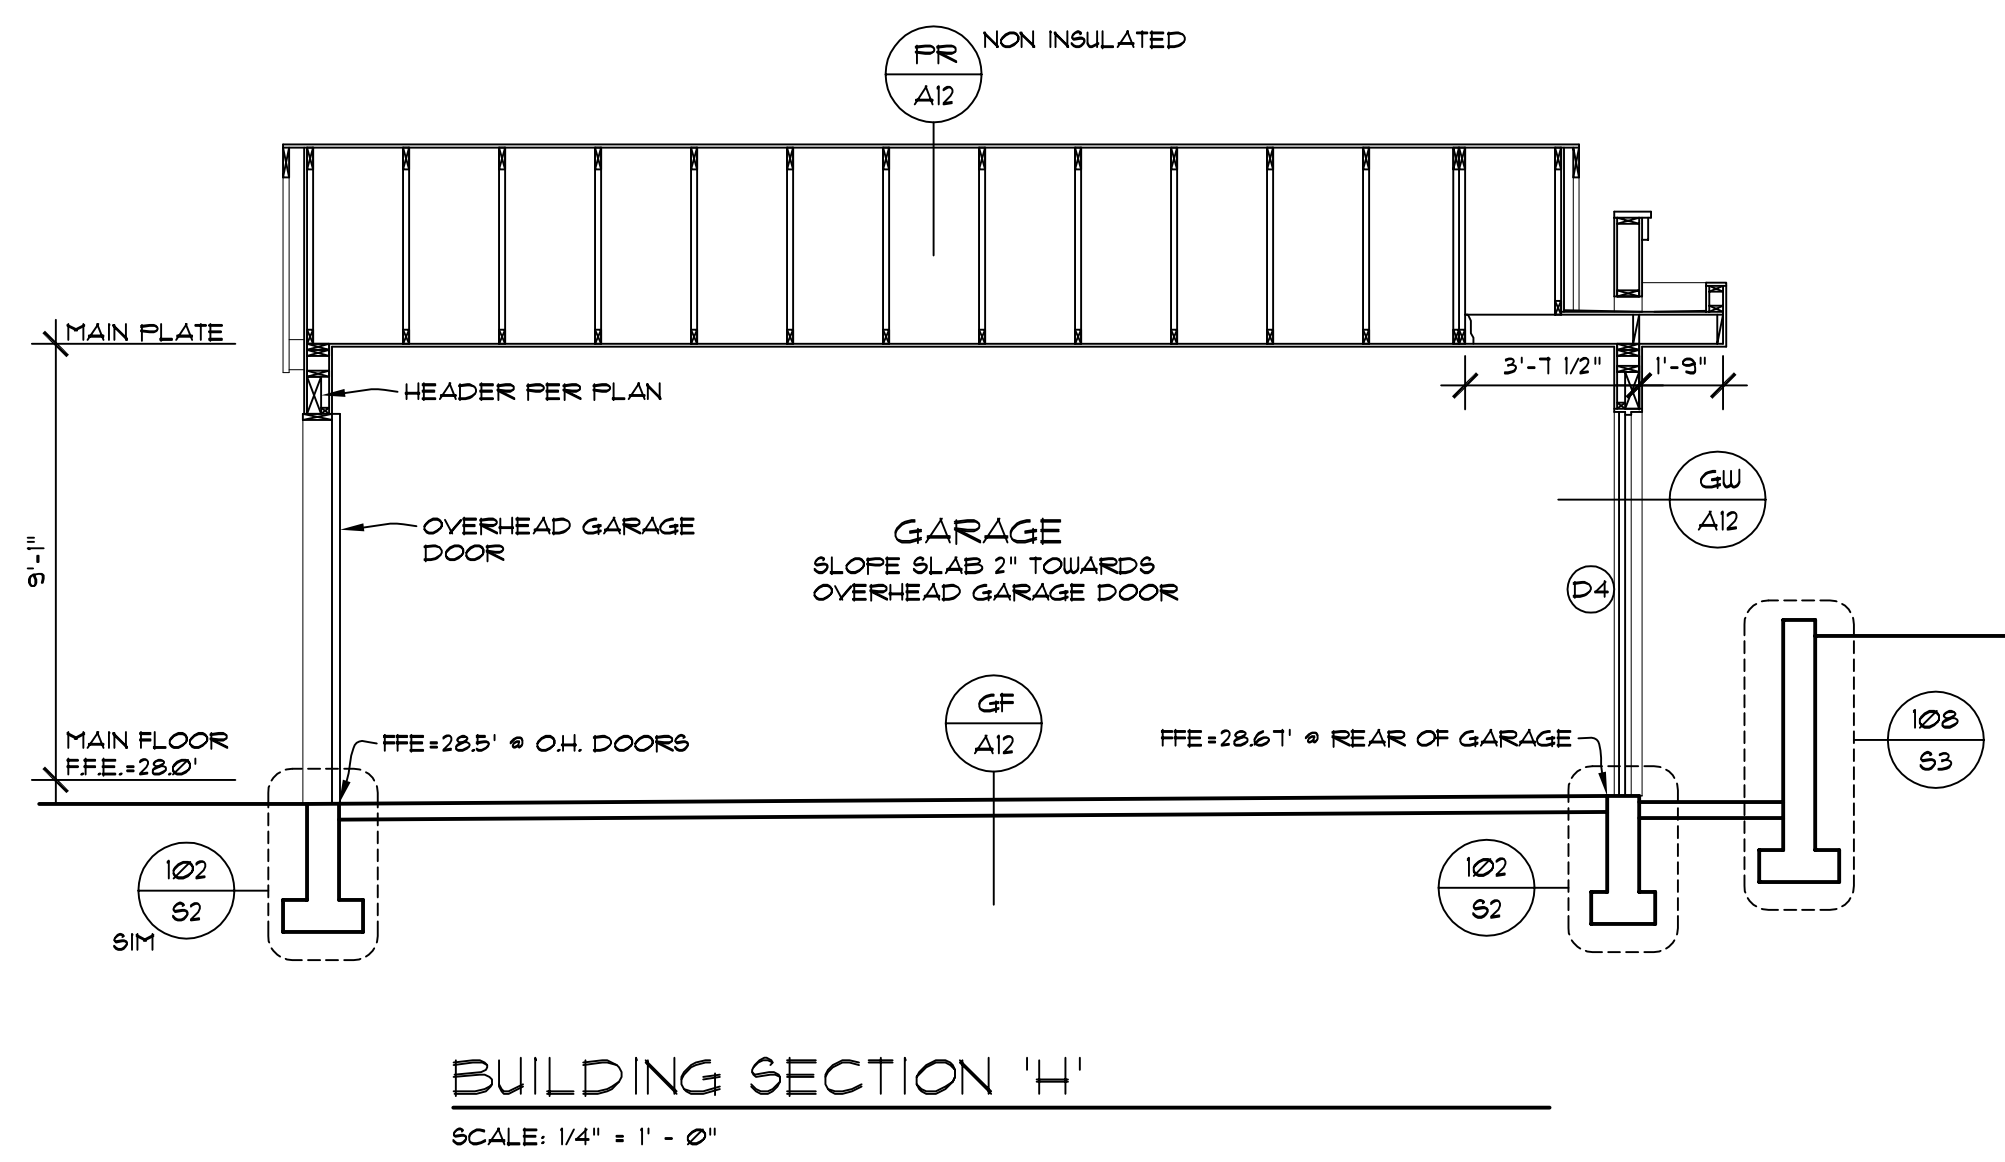 PR
A12
NON INSULATED
MAIN PLATE
HEADER PER PLAN
3'-7 1/2"
1'-9"
GW
A12
OVERHEAD GARAGE
DOOR
GARAGE
SLOPE SLAB 2" TOWARDS
OVERHEAD GARAGE DOOR
9'-1"
D4
MAIN FLOOR
F.F.E.=28.0'
FFE=28.5' @ O.H. DOORS
GF
A12
FFE=28.67' @ REAR OF GARAGE
108
S3
102
S2
SIM
102
S2
BUILDING SECTION 'H'
SCALE: 1/4" = 1' - 0"